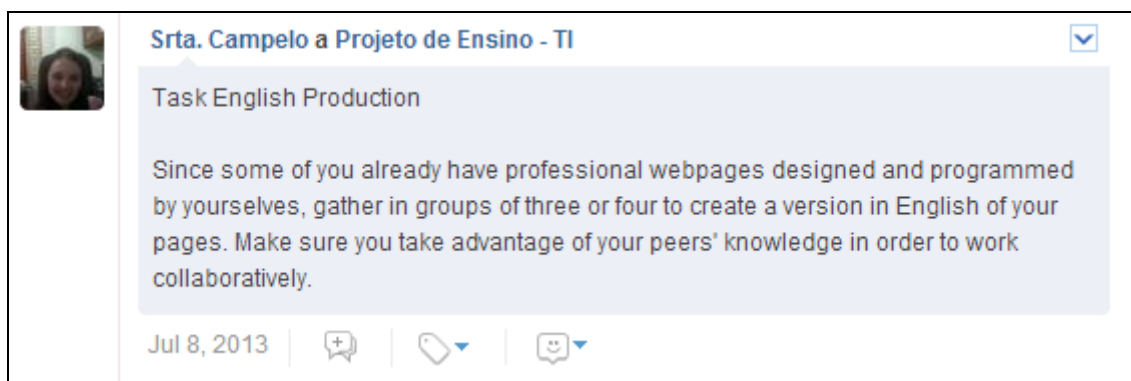 Srta. Campelo a Projeto de Ensino - TI
Task English Production
Since some of you already have professional webpages designed and programmed
by yourselves, gather in groups of three or four to create a version in English of your
pages. Make sure you take advantage of your peers' knowledge in order to work
collaboratively.
Jul 8, 2013